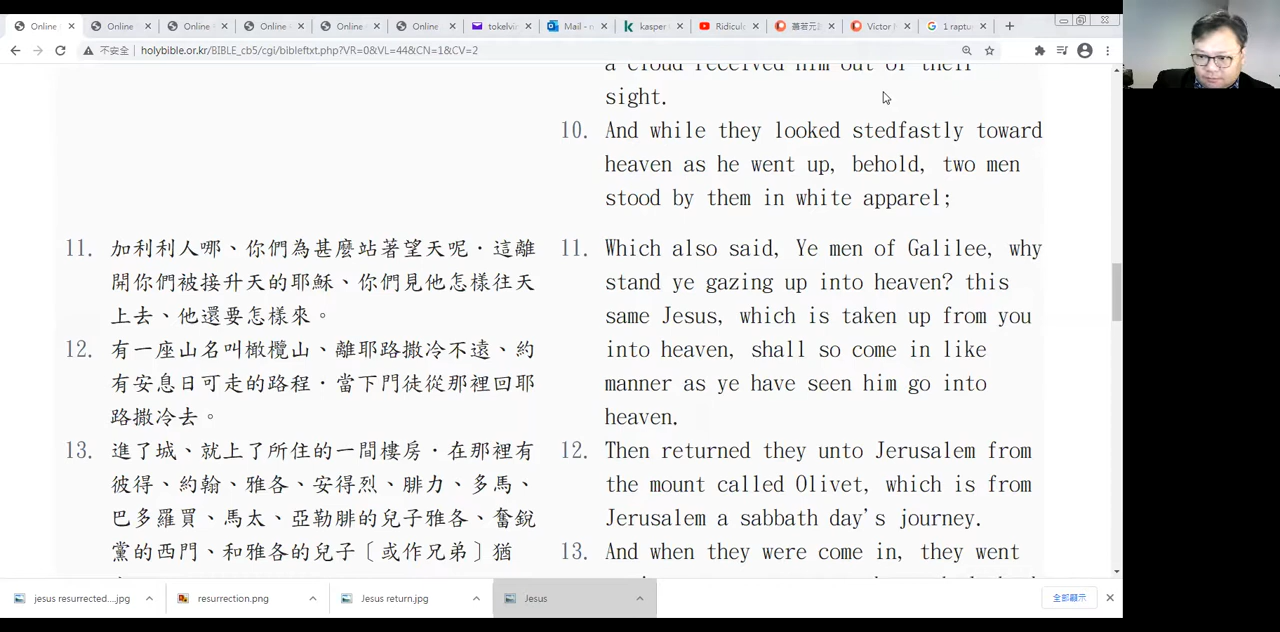 Online
Online
Online
Online
Online
Online
tokelvin
Mail - n
kasper
Ridicul
蕭若元
Victor
1 raptu
不安全
holybible.or.kr/BIBLE_cb5/cgi/bibleftxt.php?VR=0&VL=44&CN=1&CV=2
a cloud received him out of their
sight.
10. And while they looked stedfastly toward
heaven as he went up, behold, two men
stood by them in white apparel;
11. 加利利人哪、你們為甚麼站著望天呢．這離
開你們被接升天的耶穌、你們見他怎樣往天
上去、他還要怎樣來。
12. 有一座山名叫橄欖山、離耶路撒冷不遠、約
有安息日可走的路程．當下門徒從那裡回耶
路撒冷去。
13. 進了城、就上了所住的一間樓房．在那裡有
彼得、約翰、雅各、安得烈、腓力、多馬、
巴多羅買、馬太、亞勒腓的兒子雅各、奮銳
黨的西門、和雅各的兒子〔或作兄弟〕猶
11. Which also said, Ye men of Galilee, why
stand ye gazing up into heaven? this
same Jesus, which is taken up from you
into heaven, shall so come in like
manner as ye have seen him go into
heaven.
12. Then returned they unto Jerusalem from
the mount called Olivet, which is from
Jerusalem a sabbath day's journey.
13. And when they were come in, they went
jesus resurrected....jpg
resurrection.png
Jesus return.jpg
Jesus
全部顯示